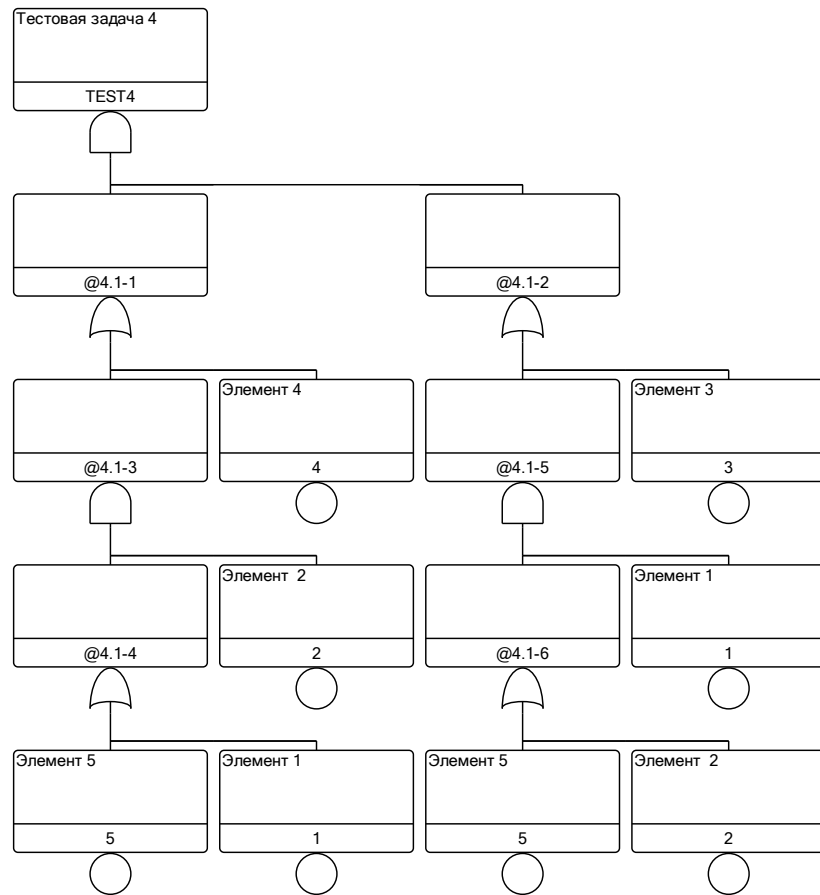 Тестовая задача 4
TEST4
@4.1-1
@4.1-2
Элемент 4
Элемент 3
@4.1-3
4
@4.1-5
3
Элемент  2
Элемент 1
@4.1-4
2
@4.1-6
1
Элемент 5
Элемент 1
Элемент 5
Элемент  2
5
1
5
2